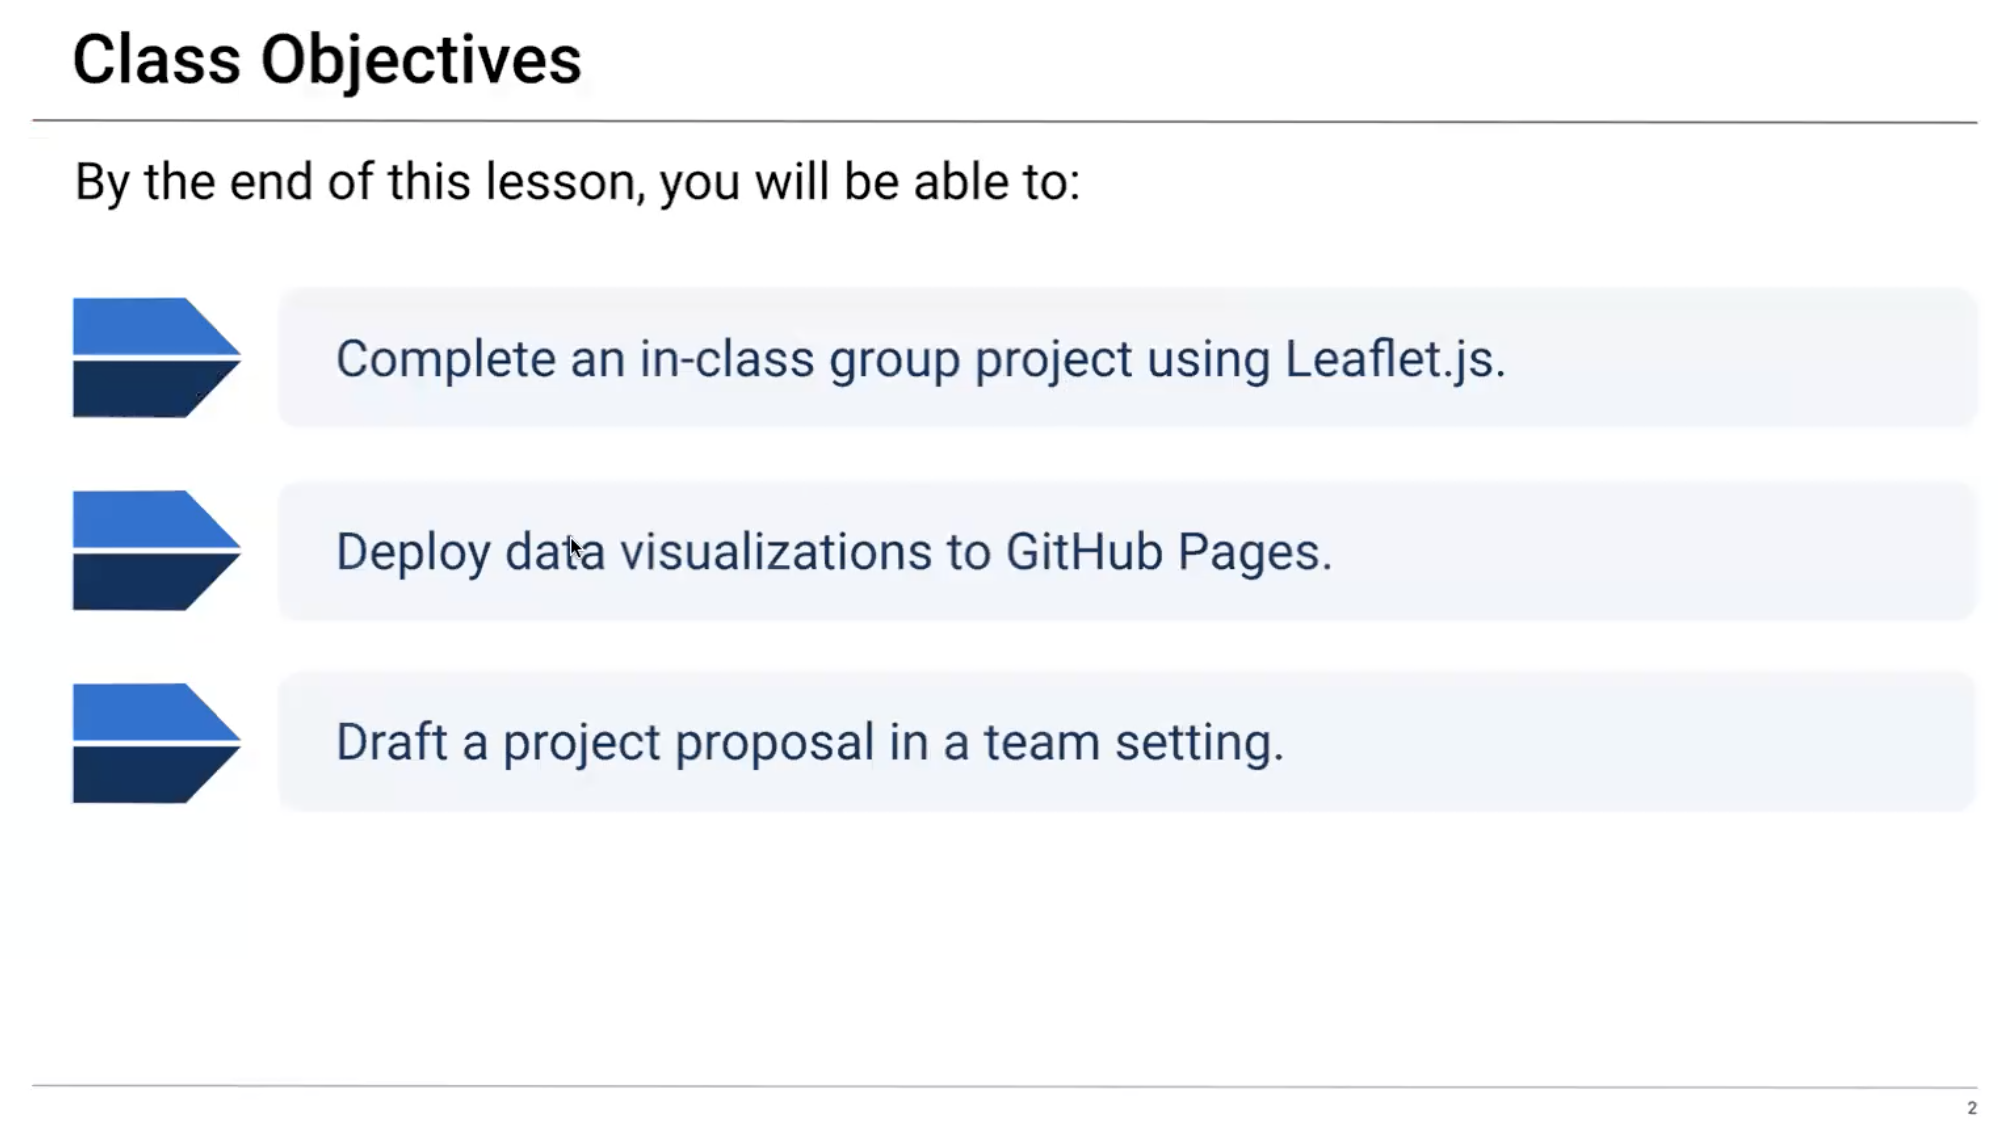 Class Objectives
By the end of this lesson, you will be able to:
Complete an in-class group project using Leaflet.js.
Deploy data visualizations to GitHub Pages.
Draft a project proposal in a team setting.
2